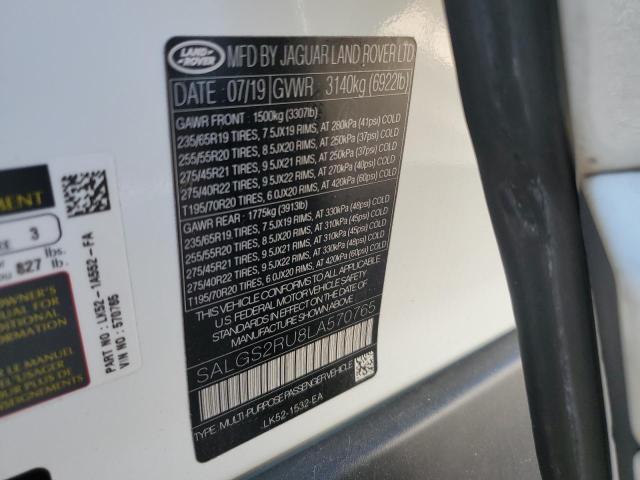 LAND-
ROVER
MFD BY JAGUAR LAND ROVER LTD
DATE: 07/19 GVWR 3140kg (6922lb)
GAWR FRONT: 1500kg (3307lb)
235/65R19 TIRES, 7.5JX19 RIMS, AT 280kPa (41psi) COLD
255/55R20 TIRES, 8.5JX20 RIMS, AT 250kPa (37psi) COLD
275/45R21 TIRES, 9.5JX21 RIMS, AT 250kPa (37psi) COLD
275/40R22 TIRES, 9.5JX22 RIMS, AT 270kPa (40psi) COLD
T195/70R20 TIRES, 6.0JX20 RIMS, AT 420kPa (60psi) COLD
GAWR REAR: 1775kg (3913lb)
235/65R19 TIRES, 7.5JX19 RIMS, AT 330kPa (48psi) COLD
255/55R20 TIRES, 8.5JX20 RIMS, AT 310kPa (45psi) COLD
275/45R21 TIRES, 9.5JX21 RIMS, AT 310kPa (45psi) COLD
275/40R22 TIRES, 9.5JX22 RIMS, AT 330kPa (48psi) COLD
T195/70R20 TIRES, 6.0JX20 RIMS, AT 420kPa (60psi) COLD
THIS VEHICLE CONFORMS TO ALL APPLICABLE
U.S FEDERAL MOTOR VEHICLE SAFETY
STANDARDS IN EFFECT ON THE DATE OF
MANUFACTURE SHOWN ABOVE.
SALGS2RU8LA570765
TYPE: MULTI-PURPOSE PASSENGER VEHICLE
LK52-1532-EA
3
827 lbs.
OWNER'S
FOR
ADDITIONAL
INFORMATION
PART NO : LK52-1A552-FA
VIN NO : 570765